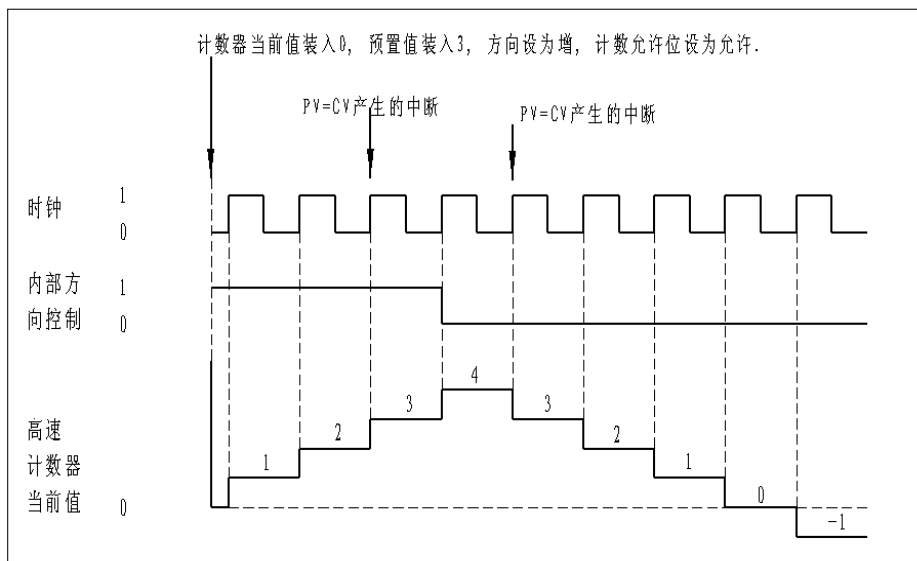 计数器当前值装入0, 预置值装入3, 方向设为增, 计数允许位设为允许.
PV=CV产生的中断
PV=CV产生的中断
时钟
1
0
内部方
向控制
1
0
高速
计数器
当前值
0
1
2
3
4
3
2
1
0
-1